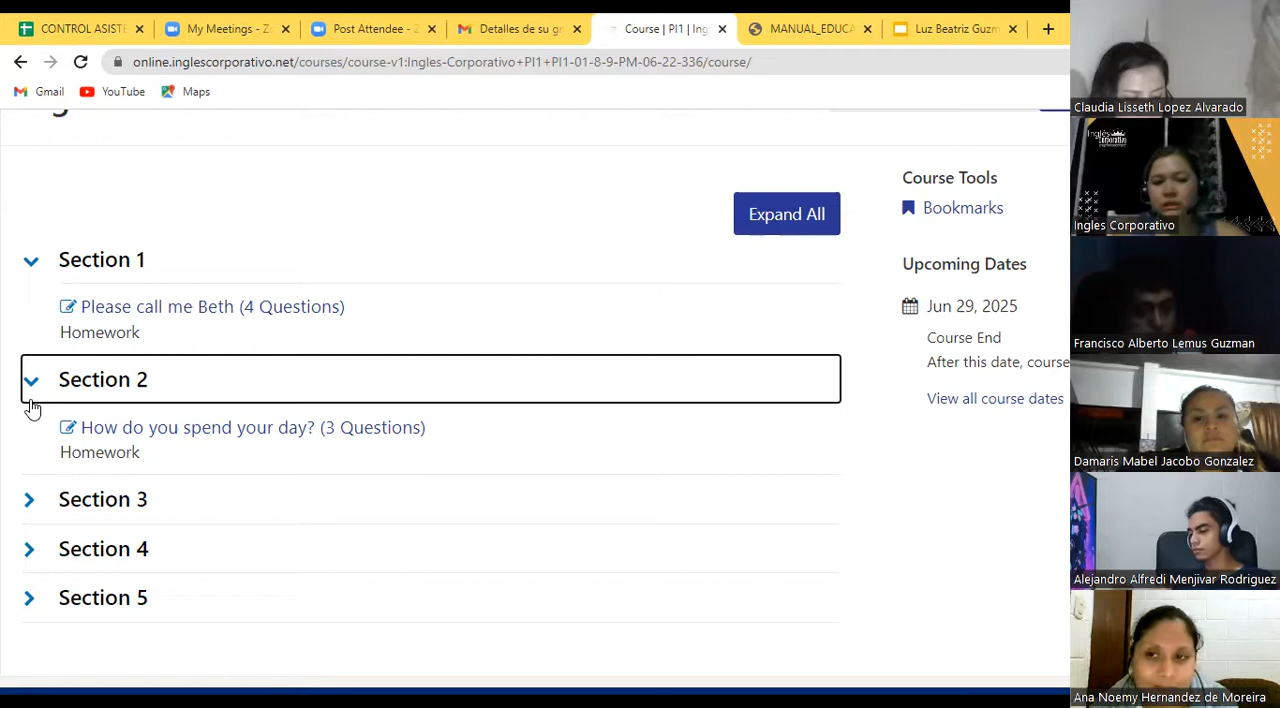 CONTROL ASIST
My Meetings - Zo
Post Attendee - Z
Detalles de su gr
Course | PI1 | Ing
MANUAL_EDUCA
Luz Beatriz Guzm
online.inglescorporativo.net/courses/course-v1:Ingles-Corporativo+PI1+PI1-01-8-9-PM-06-22-336/course/
Gmail
YouTube
Maps
Expand All
Section 1
Please call me Beth (4 Questions)
Homework
Section 2
How do you spend your day? (3 Questions)
Homework
Section 3
Section 4
Section 5
Course Tools
Bookmarks
Upcoming Dates
Jun 29, 2025
Course End
After this date, course
View all course dates
Claudia Lisseth Lopez Alvarado
Inglés
Corporativo
Ingles Corporativo
Francisco Alberto Lemus Guzman
Damaris Mabel Jacobo Gonzalez
Alejandro Alfredi Menjivar Rodriguez
Ana Noemy Hernandez de Moreira